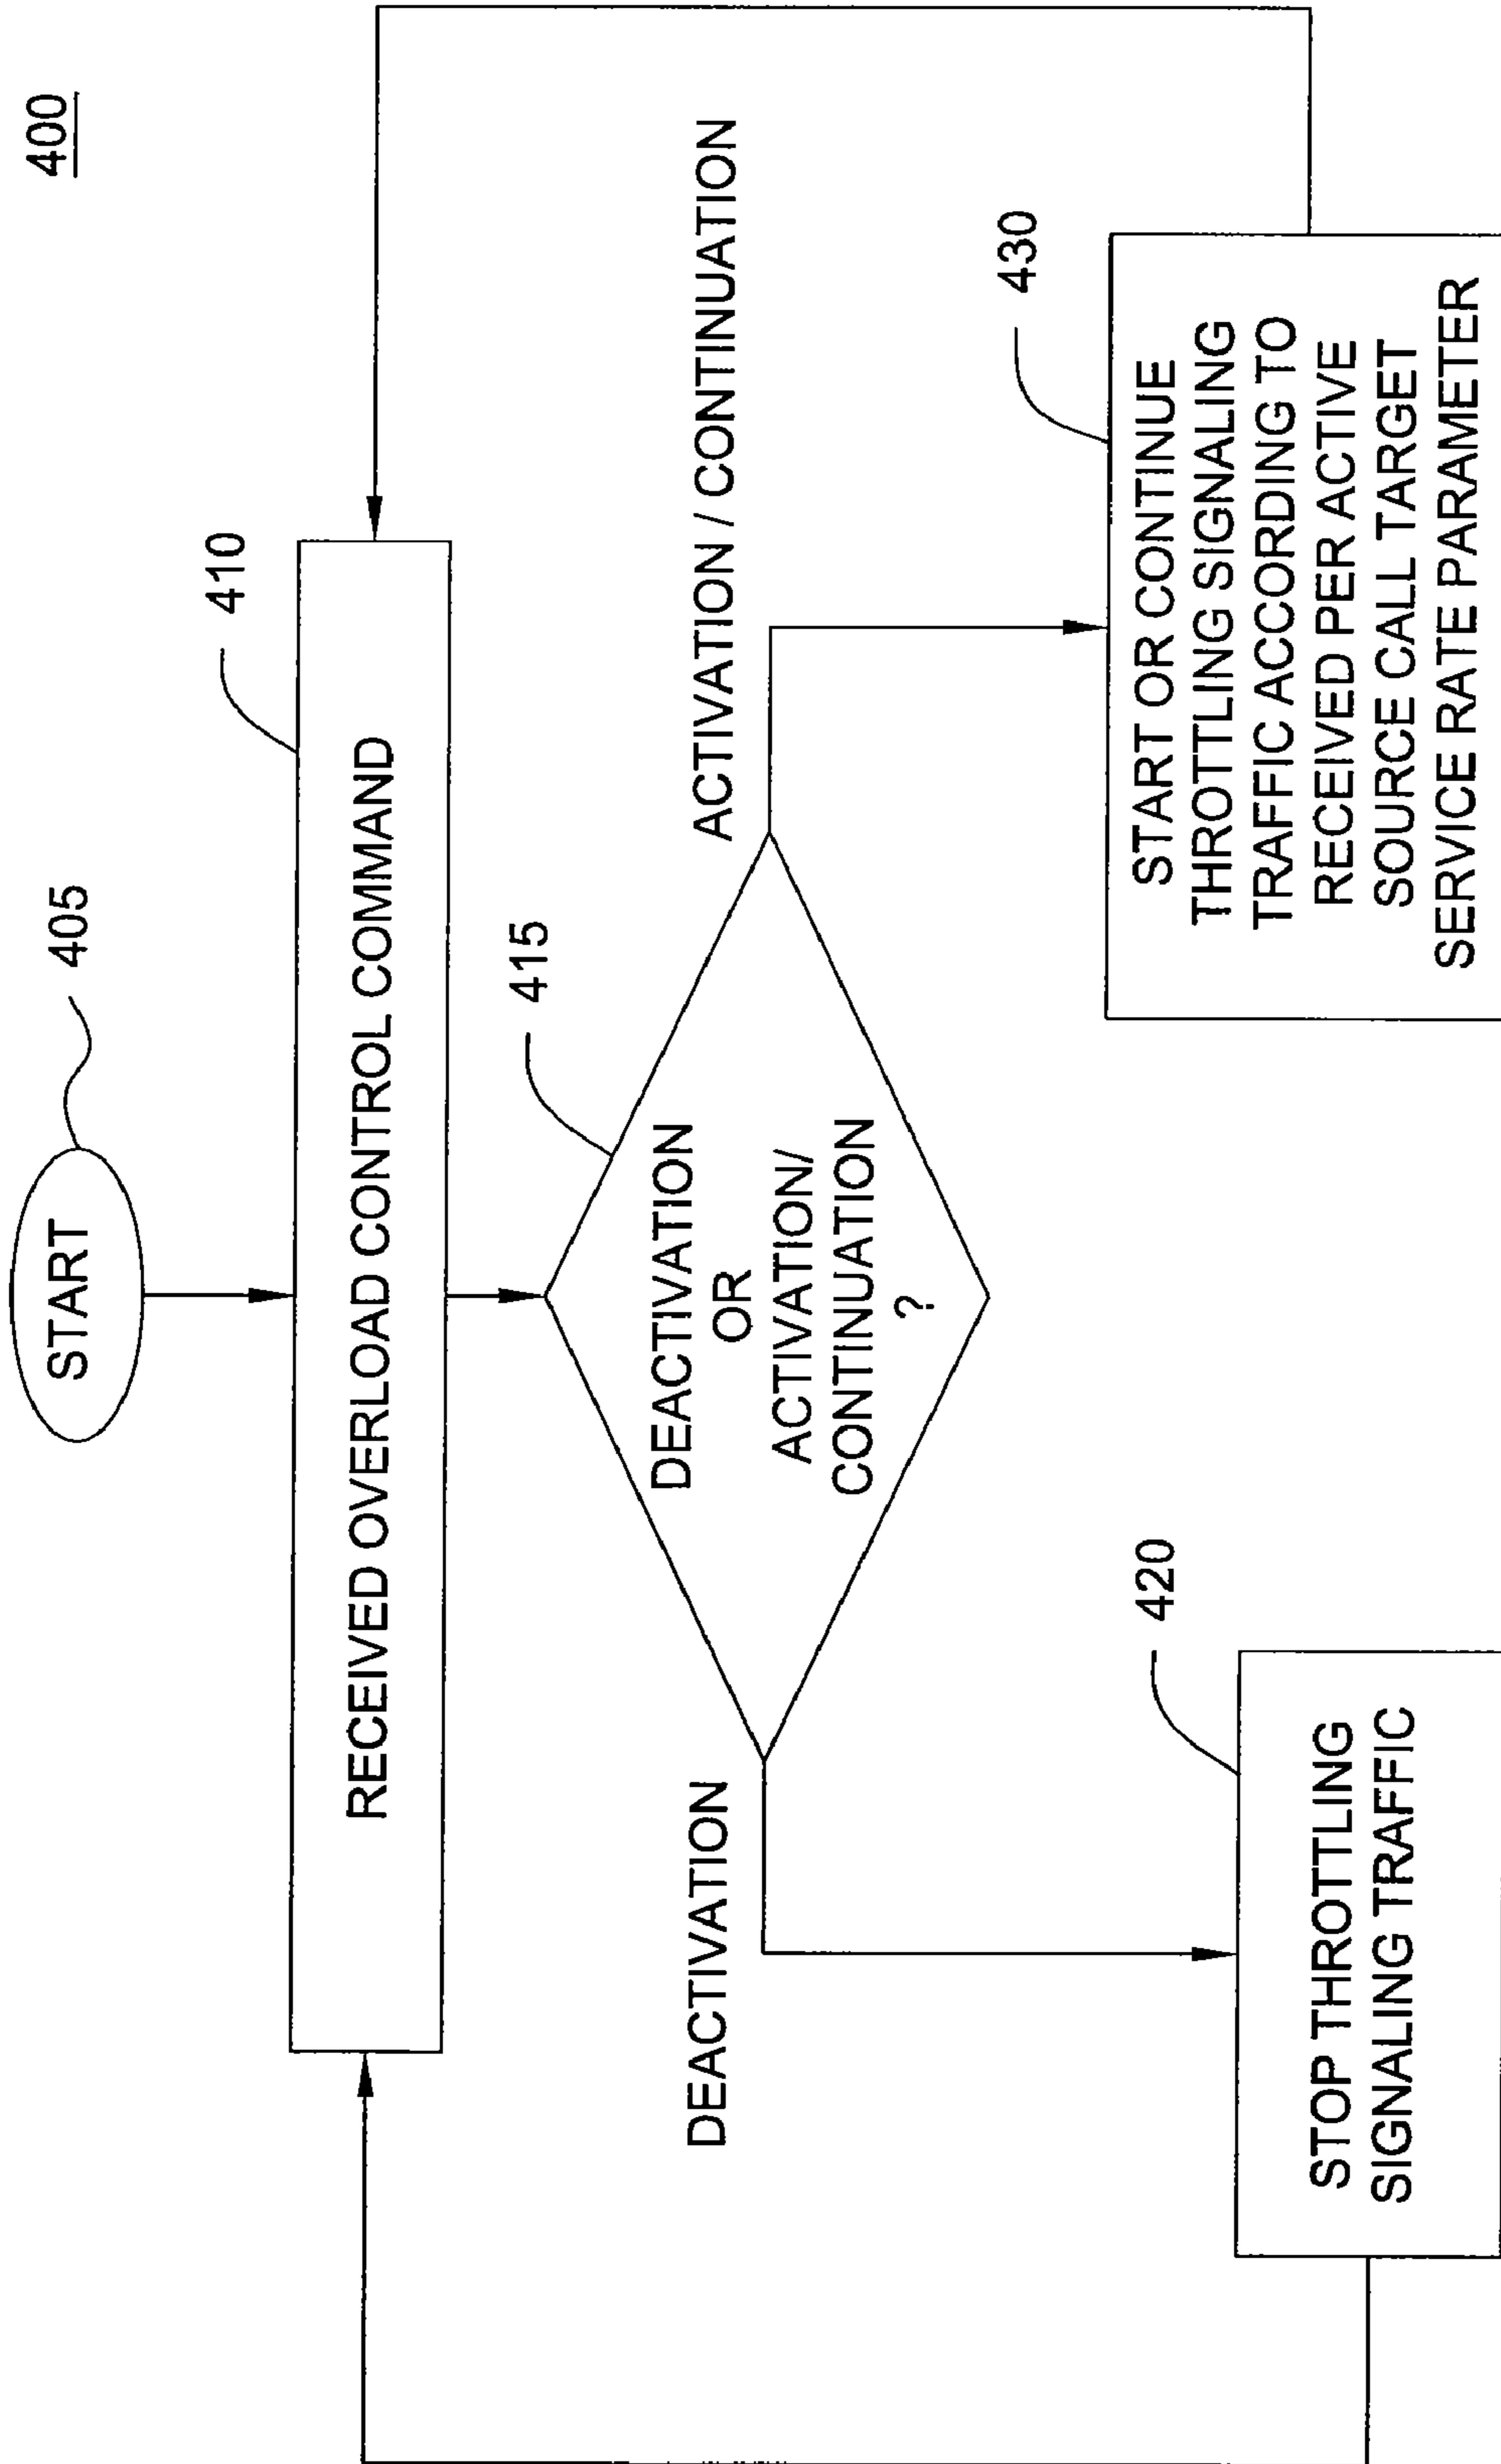 400
START
405
RECEIVED OVERLOAD CONTROL COMMAND
410
DEACTIVATION
OR
ACTIVATION/
CONTINUATION
?
415
DEACTIVATION
ACTIVATION / CONTINUATION
STOP THROTTLING
SIGNALING TRAFFIC
420
START OR CONTINUE
THROTTLING SIGNALING
TRAFFIC ACCORDING TO
RECEIVED PER ACTIVE
SOURCE CALL TARGET
SERVICE RATE PARAMETER
430